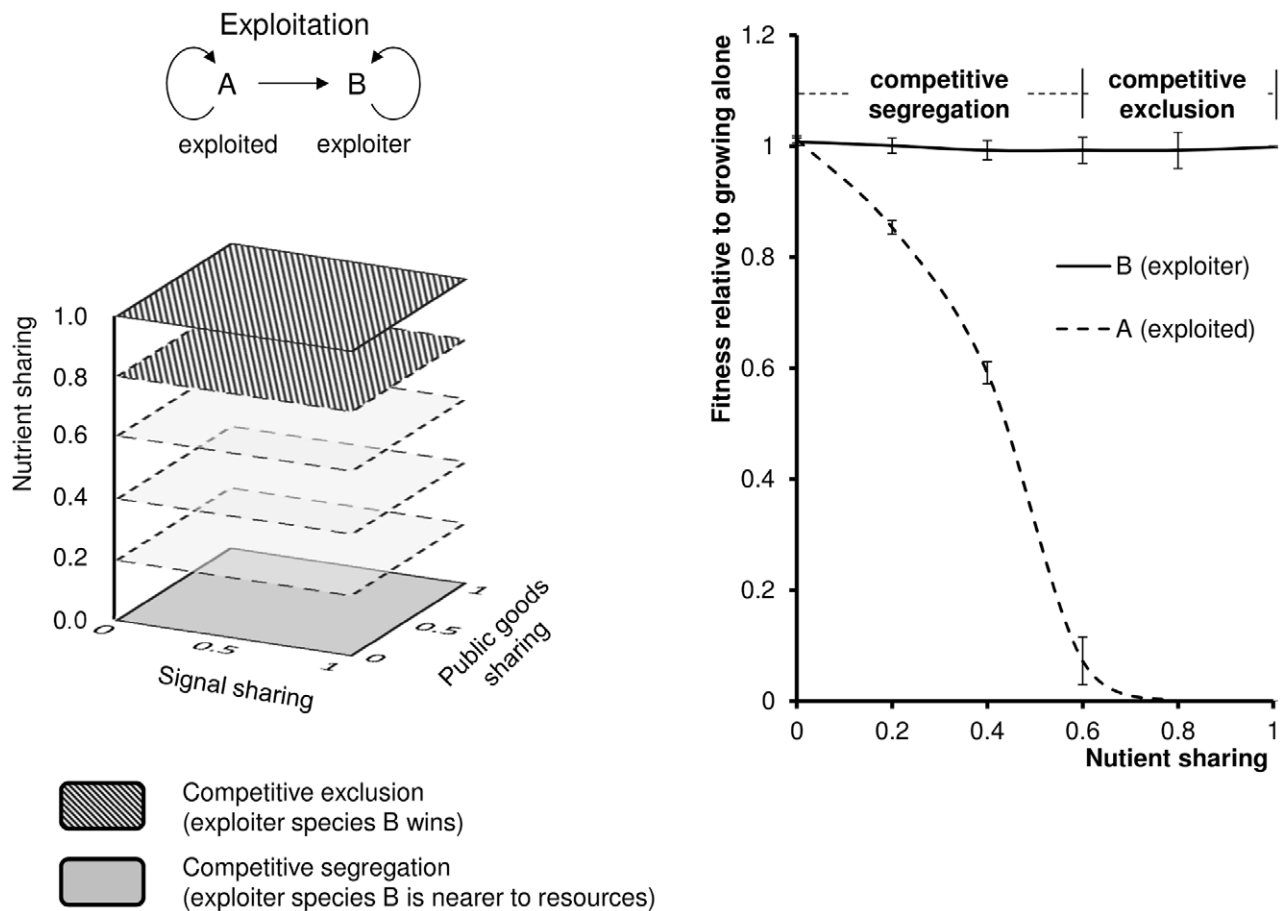 Exploitation
A B
exploited exploiter
Nutrient sharing
1.0
0.8
0.6
0.4
0.2
0.0
0
0.5
1
Signal sharing
0
0.5
1
Public goods
sharing
Competitive exclusion
(exploiter species B wins)
Competitive segregation
(exploiter species B is nearer to resources)
Fitness relative to growing alone
1.2
1
0.8
0.6
0.4
0.2
0
competitive
segregation
competitive
exclusion
B (exploiter)
A (exploited)
0 0.2 0.4 0.6 0.8 1
Nutient sharing